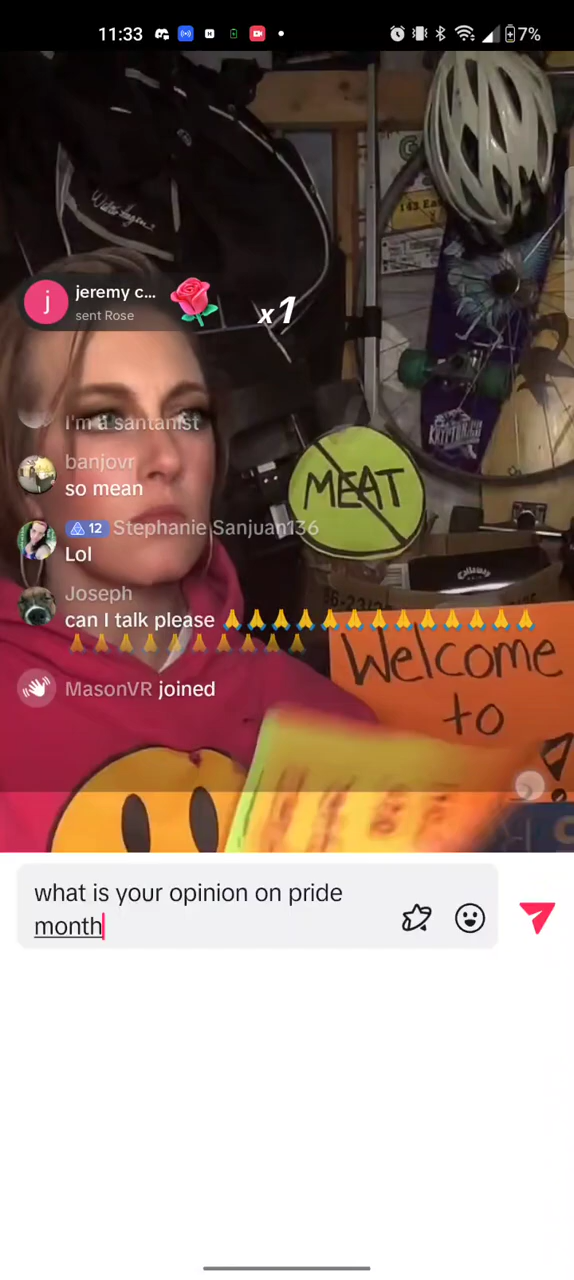 11:33
7%
jeremy c...
sent Rose
x1
I'm a santanist
banjovr
so mean
MEAT
12 Stephanie Sanjuan136
Lol
Callaway
Joseph
can I talk please 🙏🙏🙏🙏🙏🙏🙏🙏🙏🙏🙏🙏
🙏🙏🙏🙏🙏🙏🙏🙏🙏
Welcome
to
MasonVR joined
what is your opinion on pride
month